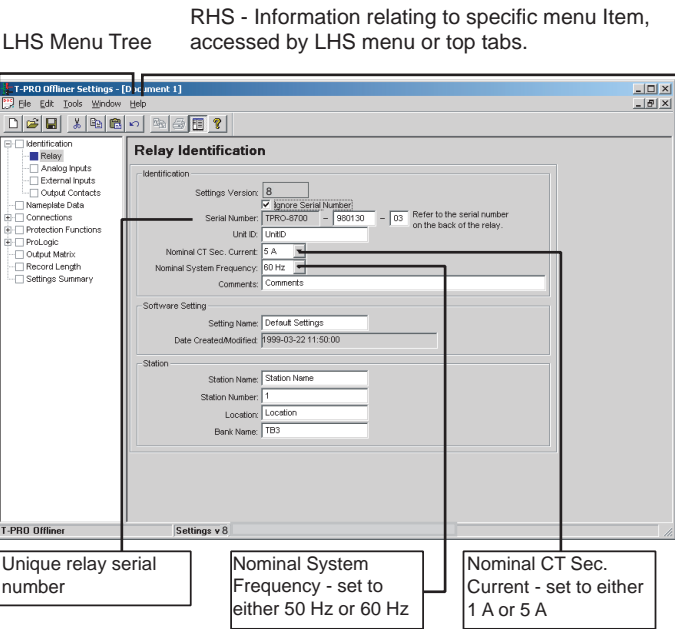 RHS - Information relating to specific menu Item,
LHS Menu Tree accessed by LHS menu or top tabs.
T-PRO Offliner Settings - [Document 1]
File Edit Tools Window Help
Identification
Relay
Analog Inputs
External Inputs
Output Contacts
Nameplate Data
Connections
Protection Functions
ProLogic
Output Matrix
Record Length
Settings Summary
Relay Identification
Identification
Settings Version: 8
Ignore Serial Number
Serial Number: TPRO-8700 - 980130 - 03 Refer to the serial number
on the back of the relay.
Unit ID: UnitID
Nominal CT Sec. Current: 5 A
Nominal System Frequency: 60 Hz
Comments: Comments
Software Setting
Setting Name: Default Settings
Date Created/Modified: 1999-03-22 11:50:00
Station
Station Name: Station Name
Station Number: 1
Location: Location
Bank Name: TB3
T-PRO Offliner Settings v 8
Unique relay serial
number
Nominal System
Frequency - set to
either 50 Hz or 60 Hz
Nominal CT Sec.
Current - set to either
1 A or 5 A